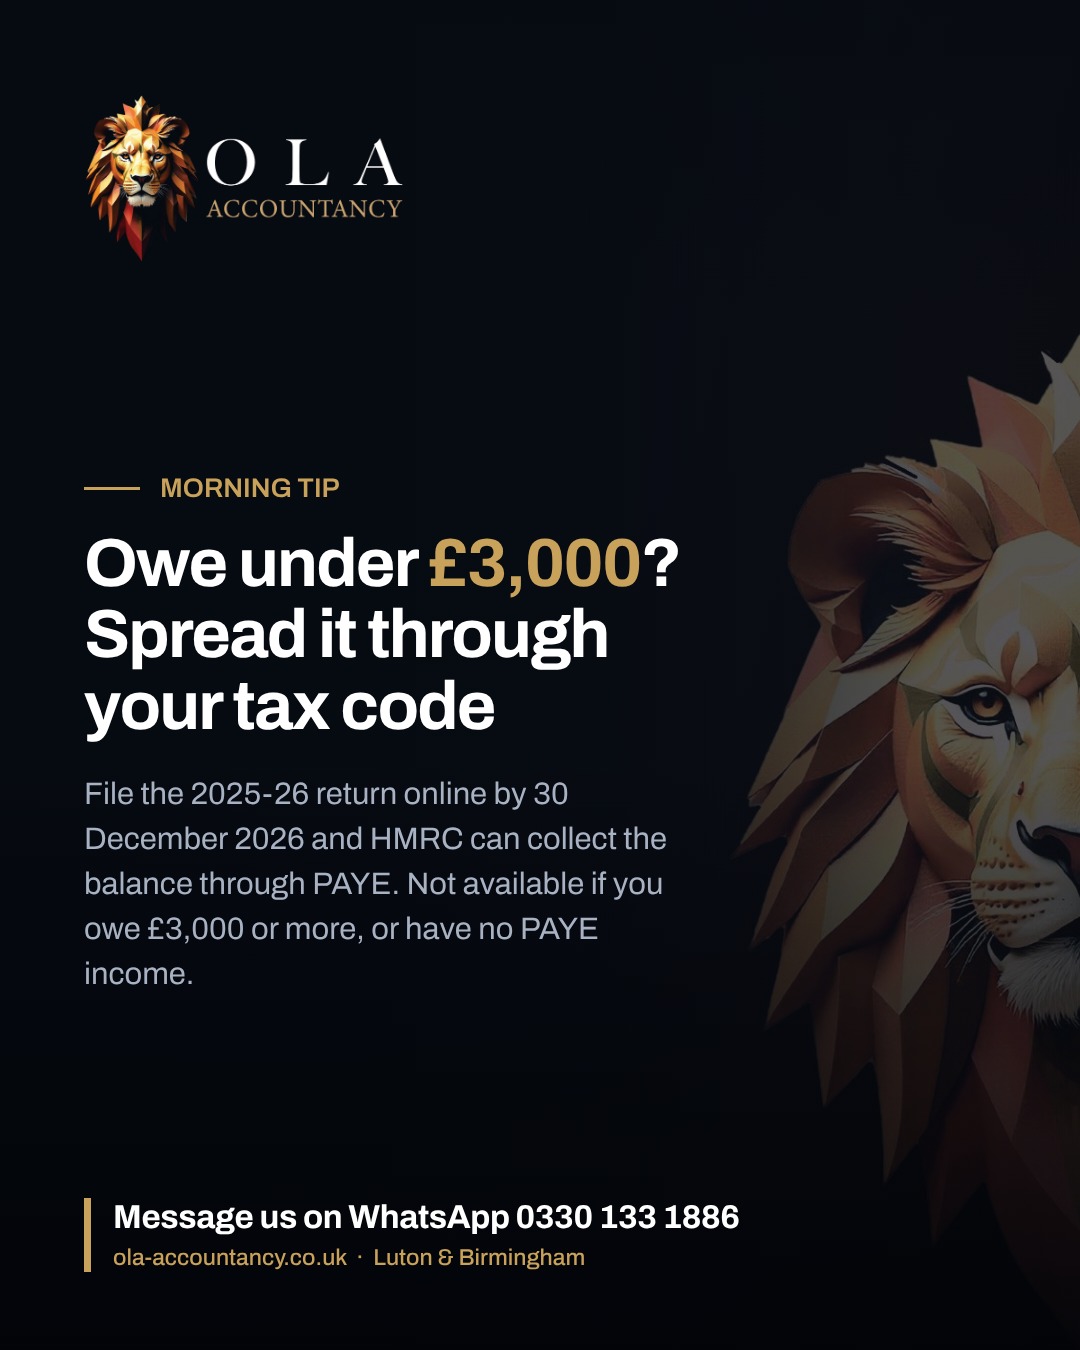 OLA
ACCOUNTANCY
MORNING TIP
Owe under £3,000?
Spread it through
your tax code
File the 2025-26 return online by 30
December 2026 and HMRC can collect the
balance through PAYE. Not available if you
owe £3,000 or more, or have no PAYE
income.
Message us on WhatsApp 0330 133 1886
ola-accountancy.co.uk · Luton & Birmingham